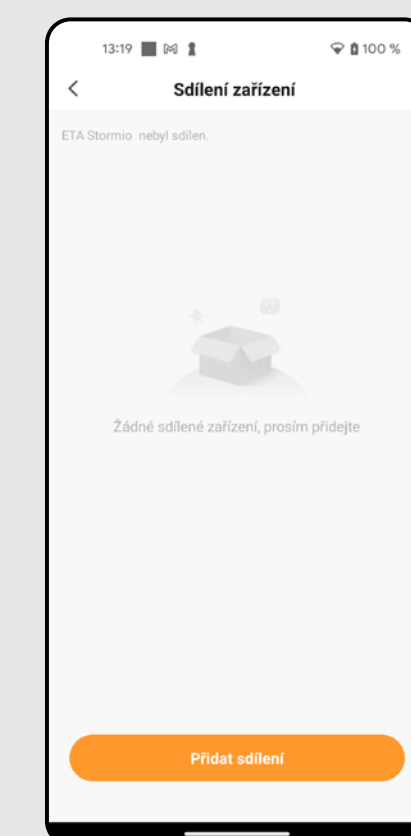 13:19 100 %
Sdílení zařízení
ETA Stormio nebyl sdílen.
Žádné sdílené zařízení, prosím přidejte
Přidat sdílení